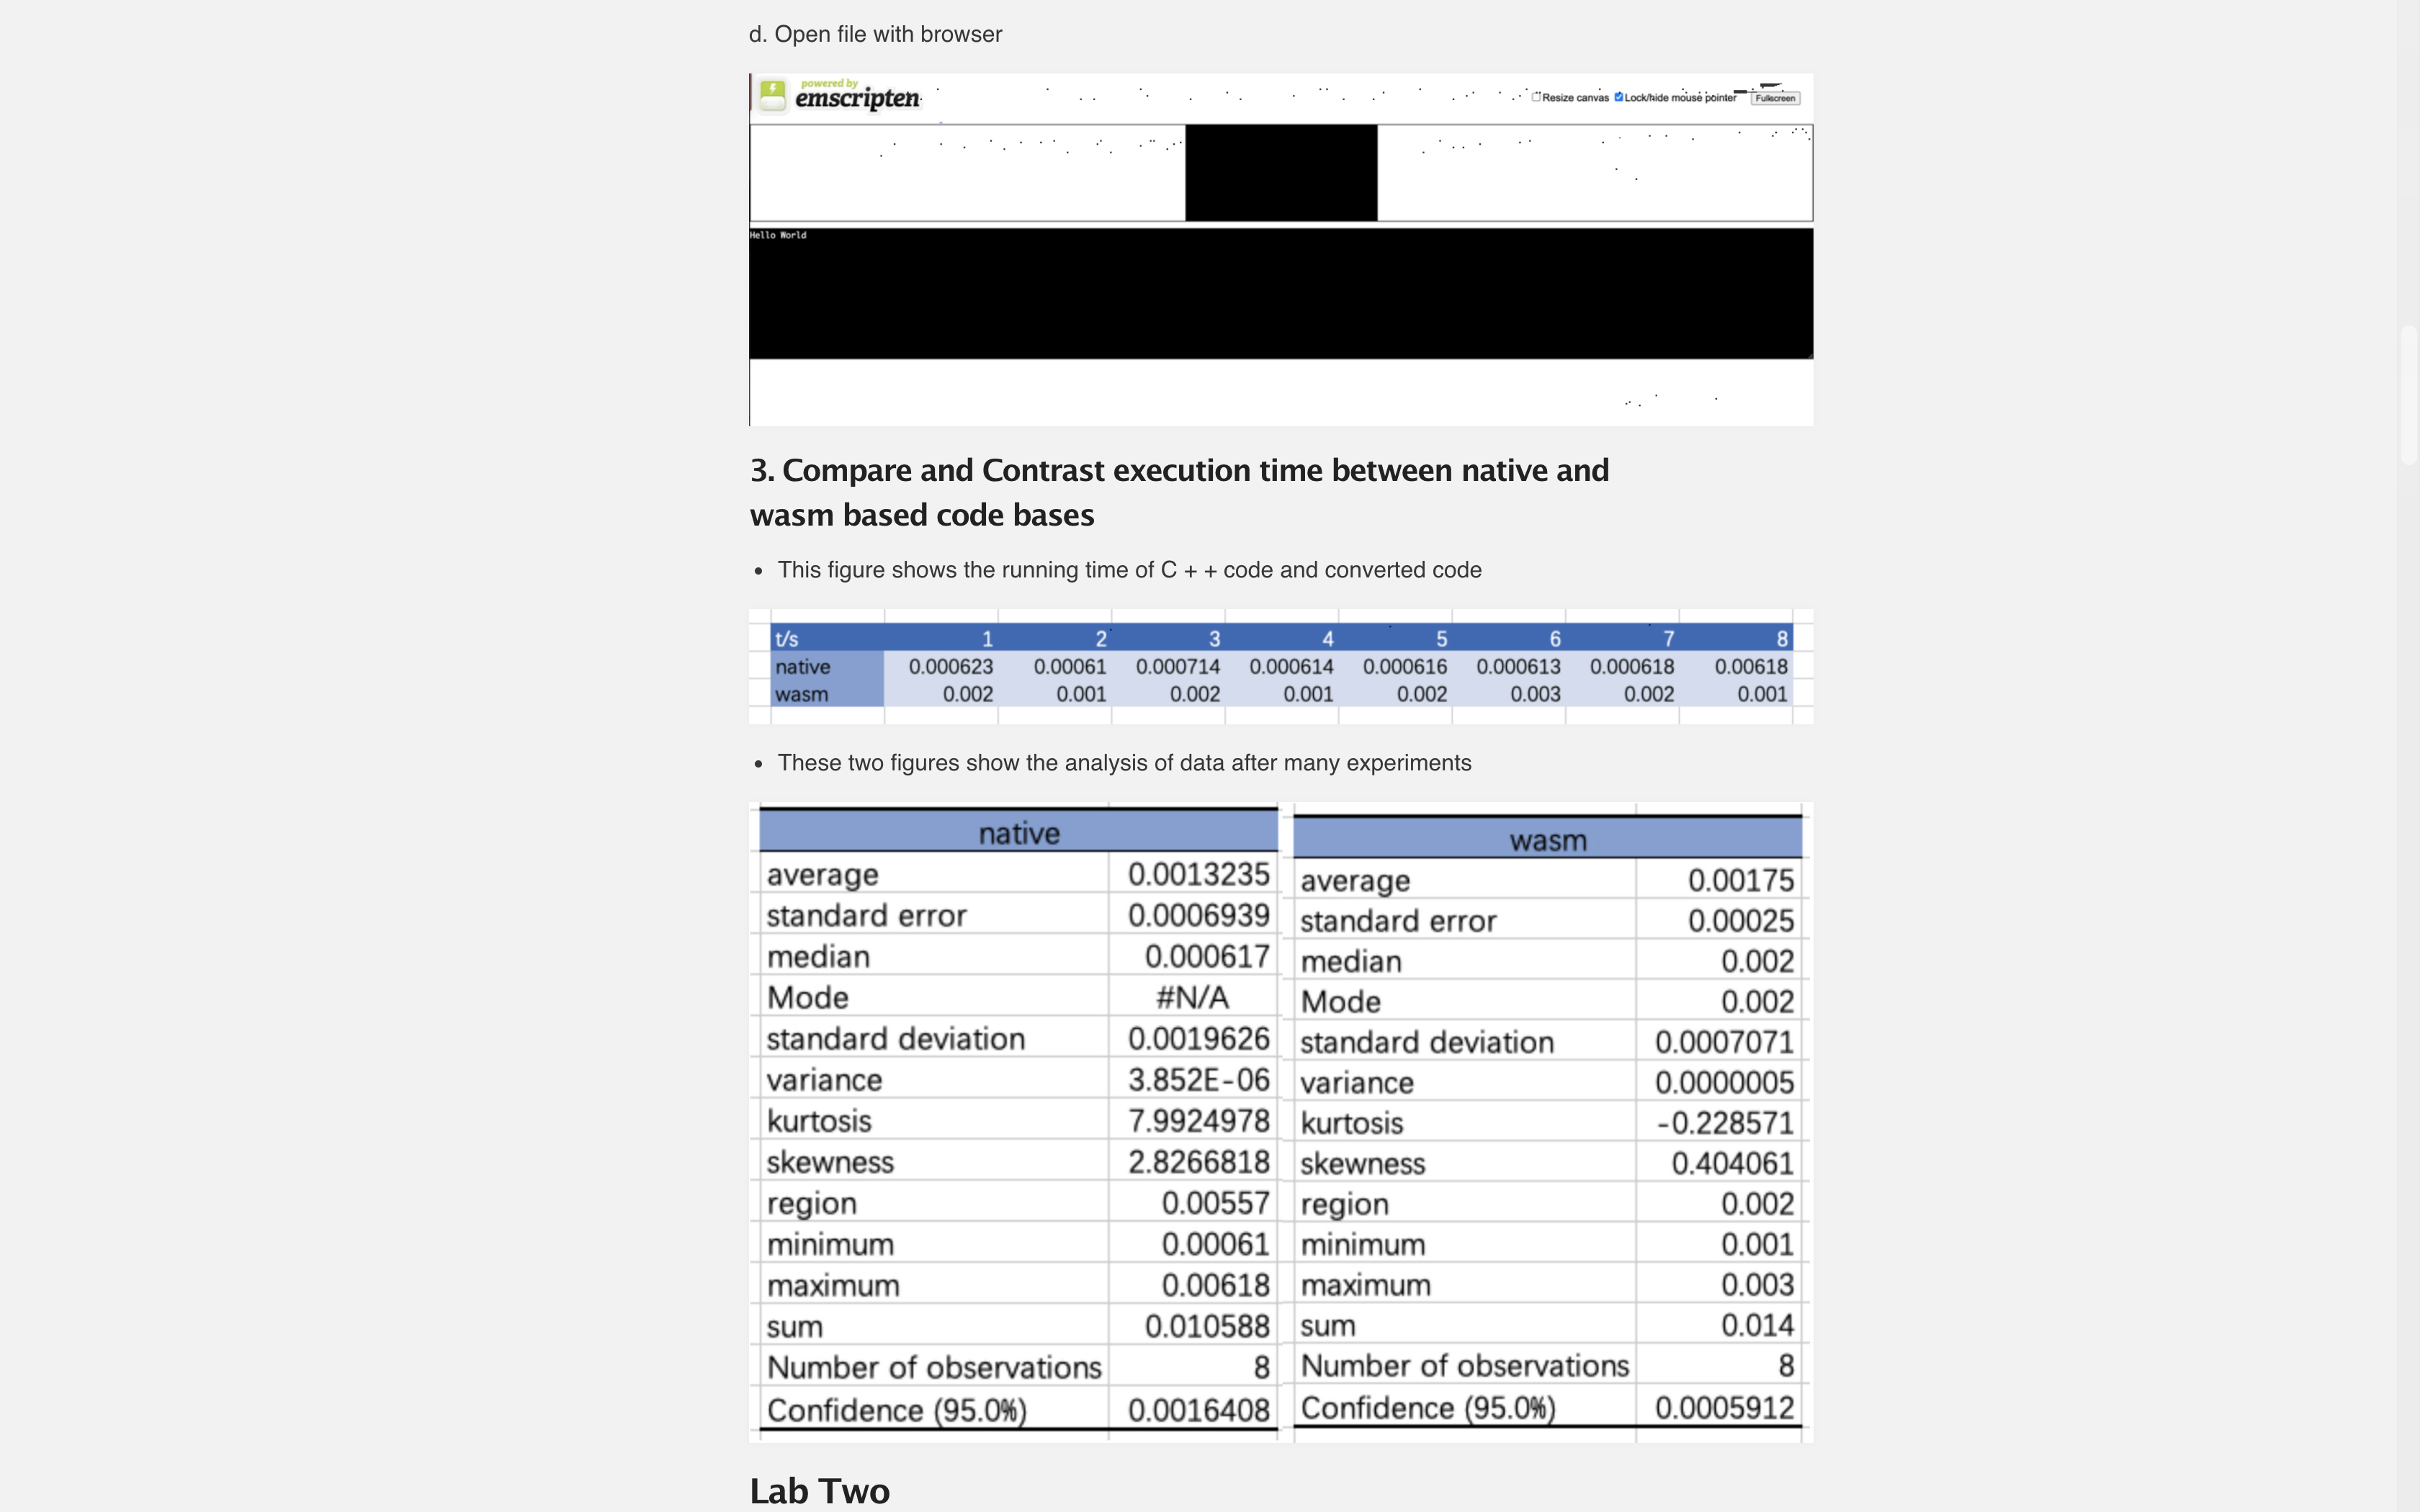 d. Open file with browser
powered by
emscripten
Resize canvas Lock/hide mouse pointer Fullscreen
Hello World
3. Compare and Contrast execution time between native and
wasm based code bases
• This figure shows the running time of C + + code and converted code
t/s 1 2 3 4 5 6 7 8
native 0.000623 0.00061 0.000714 0.000614 0.000616 0.000613 0.000618 0.00618
wasm 0.002 0.001 0.002 0.001 0.002 0.003 0.002 0.001
• These two figures show the analysis of data after many experiments
native
average 0.0013235
standard error 0.0006939
median 0.000617
Mode #N/A
standard deviation 0.0019626
variance 3.852E-06
kurtosis 7.9924978
skewness 2.8266818
region 0.00557
minimum 0.00061
maximum 0.00618
sum 0.010588
Number of observations 8
Confidence (95.0%) 0.0016408
wasm
average 0.00175
standard error 0.00025
median 0.002
Mode 0.002
standard deviation 0.0007071
variance 0.0000005
kurtosis -0.228571
skewness 0.404061
region 0.002
minimum 0.001
maximum 0.003
sum 0.014
Number of observations 8
Confidence (95.0%) 0.0005912
Lab Two